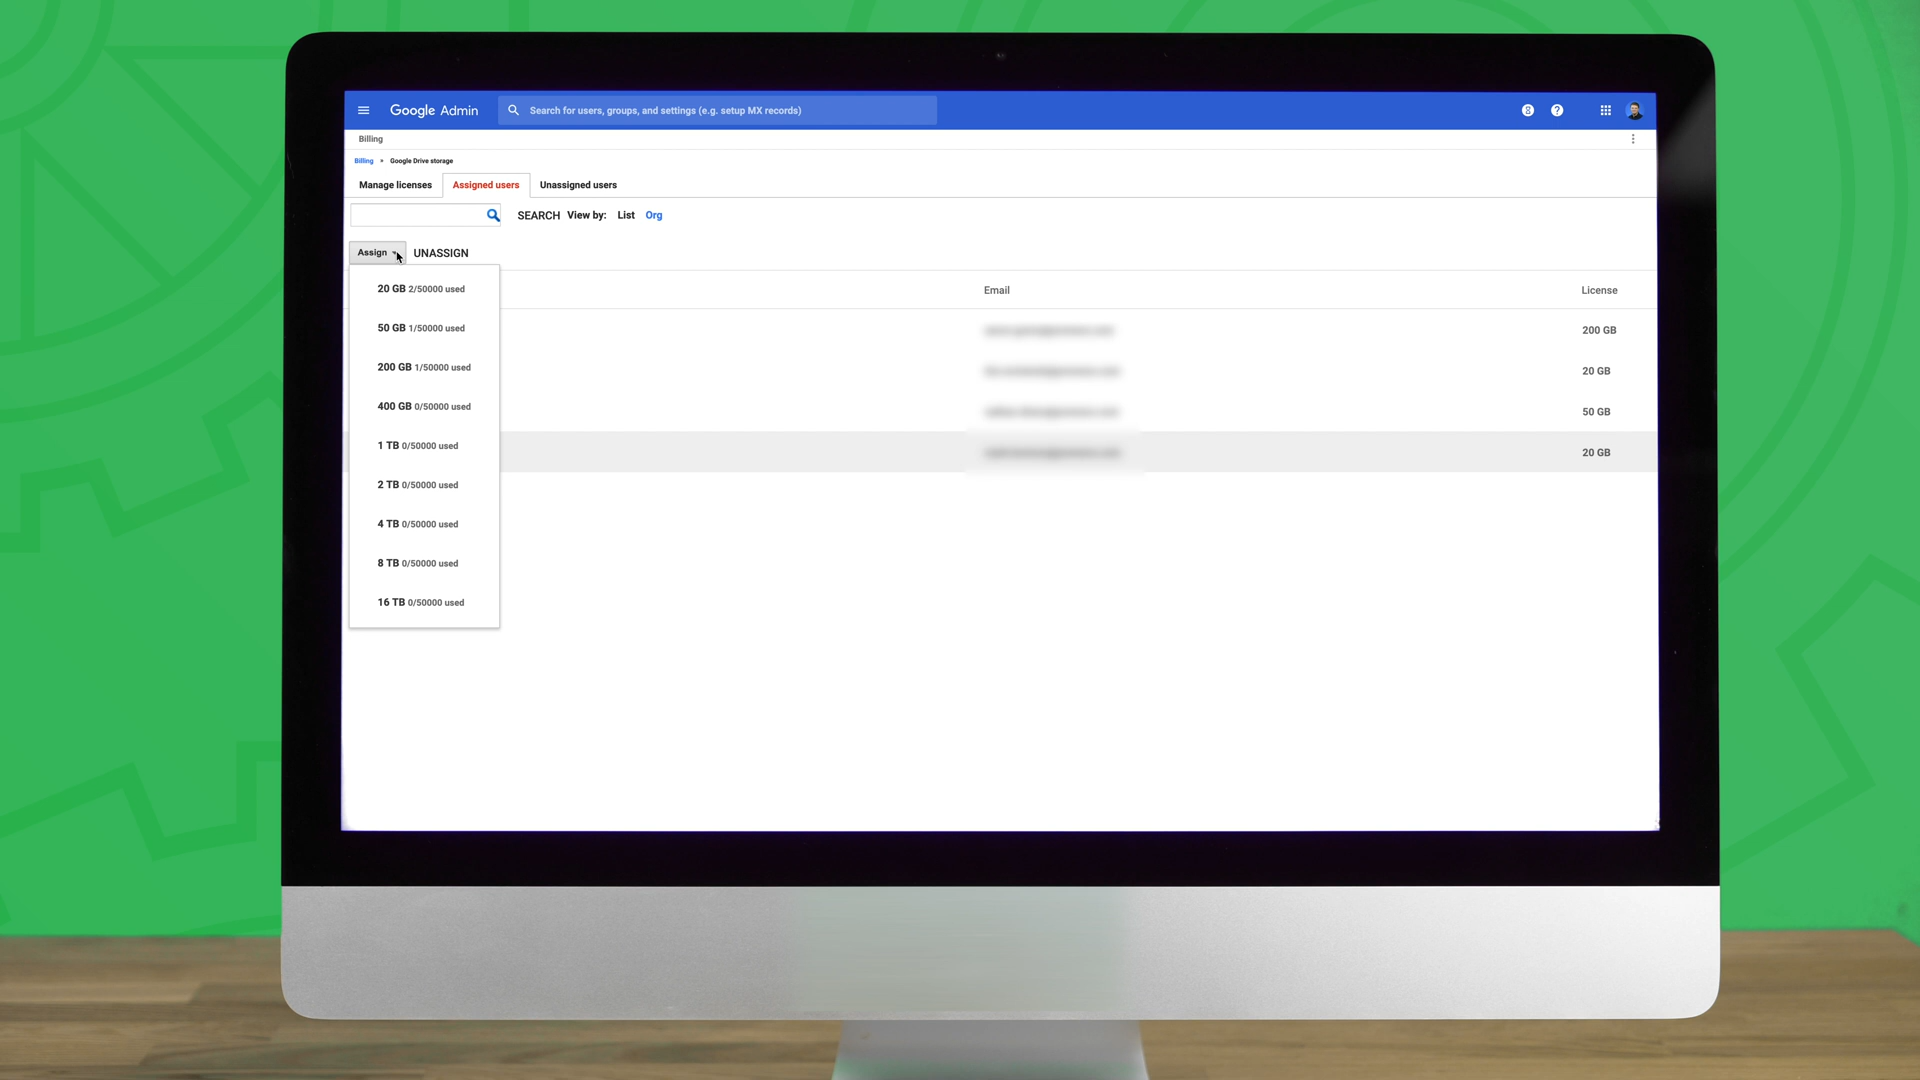 Google Admin
Search for users, groups, and settings (e.g. setup MX records)
8
?
Billing
Billing > Google Drive storage
Manage licenses
Assigned users
Unassigned users
SEARCH View by: List Org
Assign
UNASSIGN
20 GB 2/50000 used
50 GB 1/50000 used
200 GB 1/50000 used
400 GB 0/50000 used
1 TB 0/50000 used
2 TB 0/50000 used
4 TB 0/50000 used
8 TB 0/50000 used
16 TB 0/50000 used
Email
License
200 GB
20 GB
50 GB
20 GB